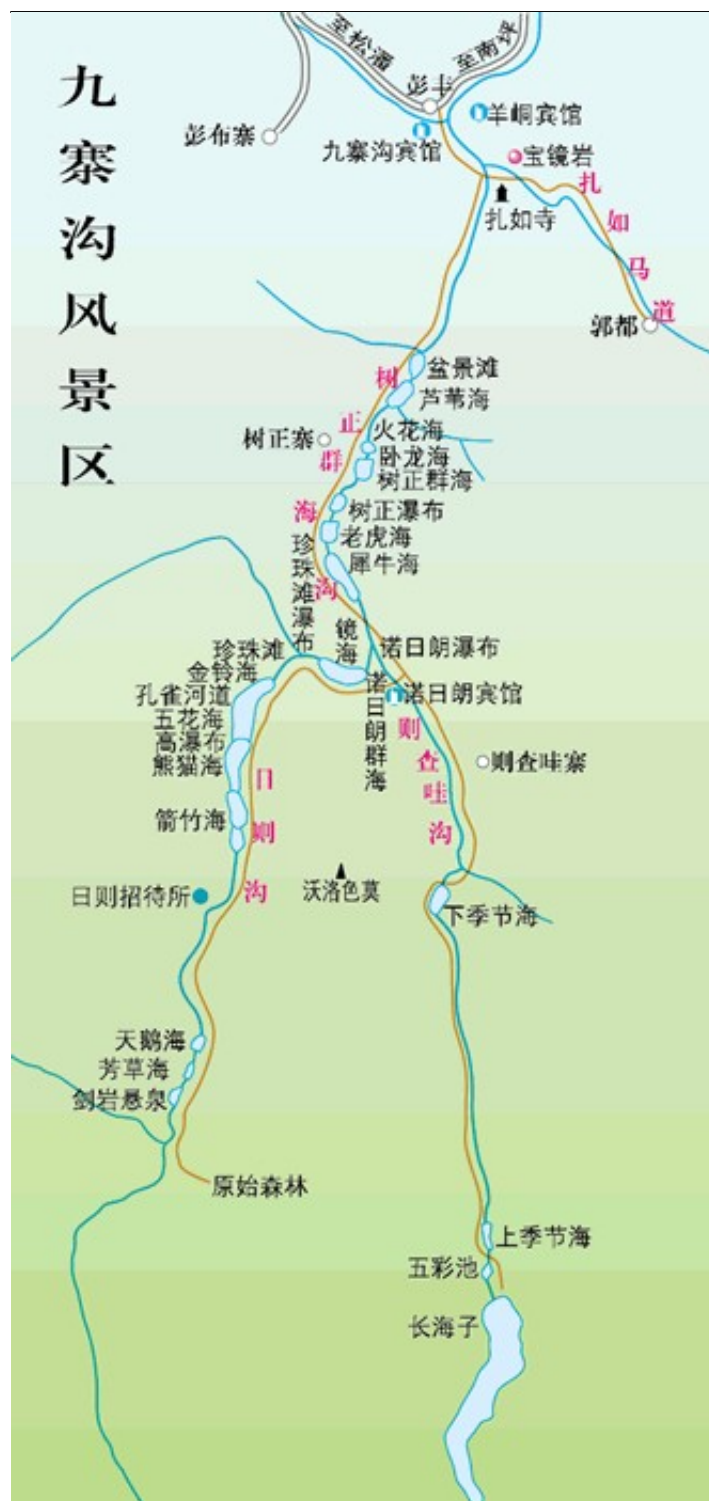 九寨沟风景区
至松潘
至南坪
彭丰
彭布寨
羊峒宾馆
九寨沟宾馆
宝镜岩
扎如寺
扎如马道
郭都
盆景滩
芦苇海
树正群海沟
火花海
卧龙海
树正寨
树正群海
树正瀑布
老虎海
犀牛海
珍珠滩瀑布
镜海
诺日朗瀑布
珍珠滩
金铃海
孔雀河道
诺日朗宾馆
诺日朗群海
五花海
高瀑布
熊猫海
则查哇沟
则查哇寨
日则沟
箭竹海
沃洛色莫
日则招待所
下季节海
天鹅海
芳草海
剑岩悬泉
原始森林
上季节海
五彩池
长海子